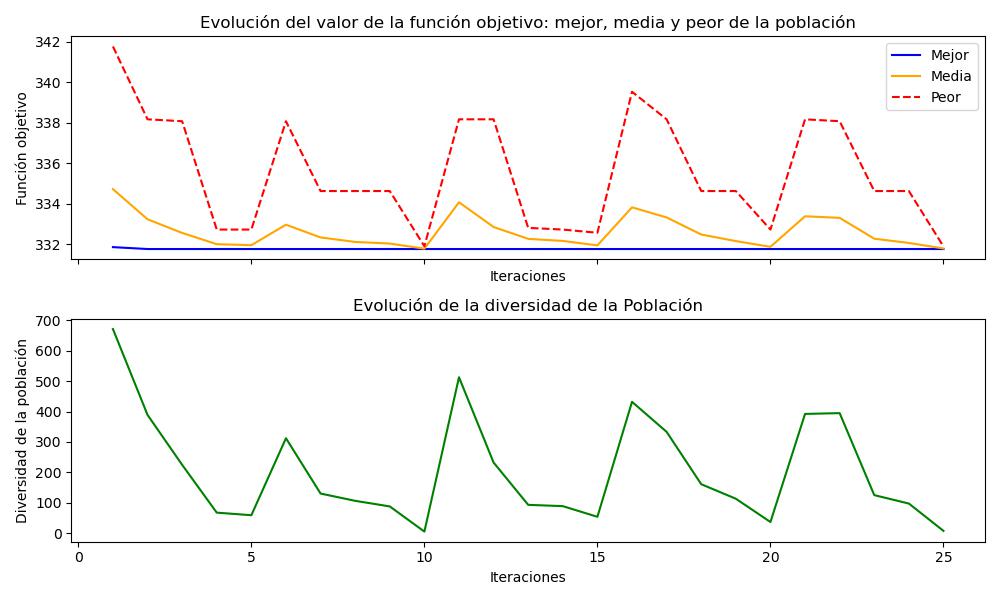 Evolución del valor de la función objetivo: mejor, media y peor de la población
342
340
338
336
334
332
Función objetivo
Mejor
Media
Peor
Iteraciones
Evolución de la diversidad de la Población
700
600
500
400
300
200
100
0
Diversidad de la población
0 5 10 15 20 25
Iteraciones